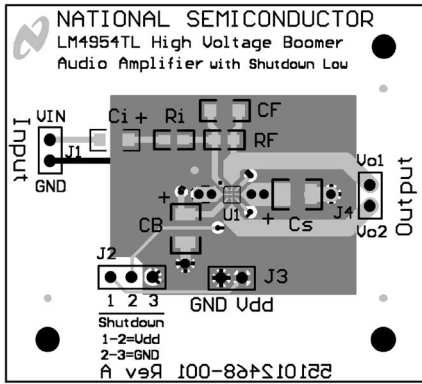 NATIONAL SEMICONDUCTOR
LM4954TL High Voltage Boomer
Audio Amplifier with Shutdown Low
Input
VIN
J1
GND
Ci +
Ri
CF
RF
+
CB
U1
+
Cs
J4
Vo1
Vo2
Output
J2
1 2 3
Shutdown
1-2=Vdd
2-3=GND
J3
GND Vdd
551012468-001 Rev A